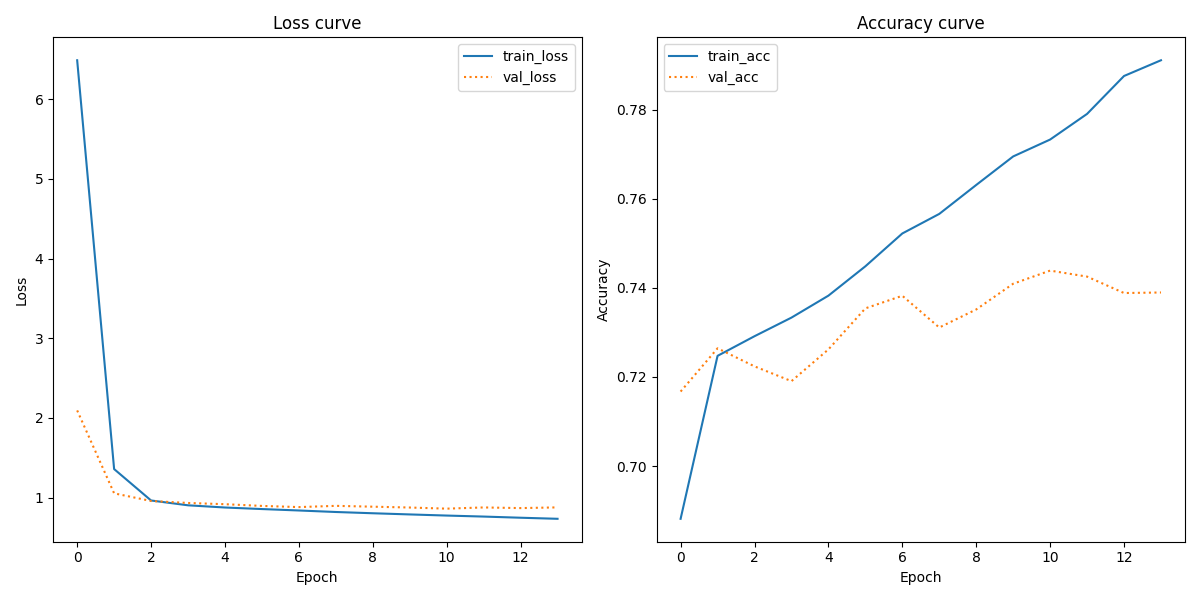 Loss curve
train_loss
val_loss
6
5
4
3
2
1
0 2 4 6 8 10 12
Loss
Epoch
Accuracy curve
train_acc
val_acc
0.78
0.76
0.74
0.72
0.70
0 2 4 6 8 10 12
Accuracy
Epoch